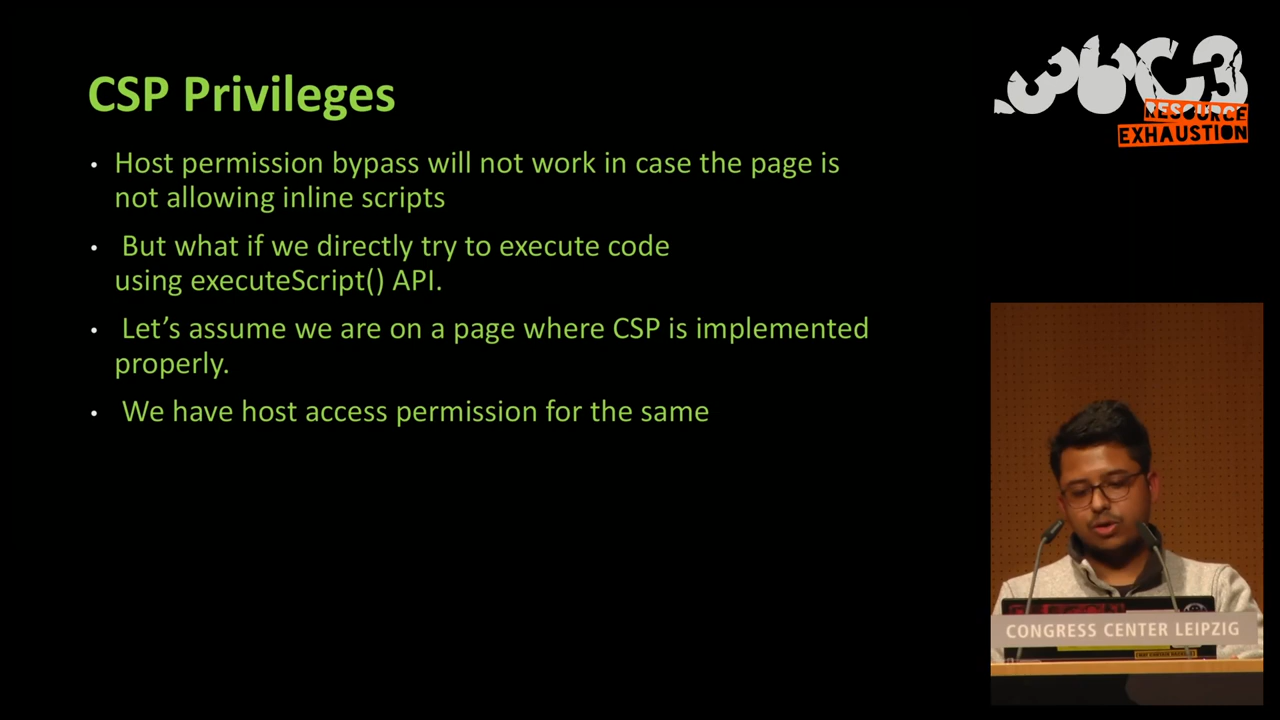 CSP Privileges
• Host permission bypass will not work in case the page is
not allowing inline scripts
• But what if we directly try to execute code
using executeScript() API.
• Let’s assume we are on a page where CSP is implemented
properly.
• We have host access permission for the same
36C3
RESOURCE
EXHAUSTION
CONGRESS CENTER LEIPZIG